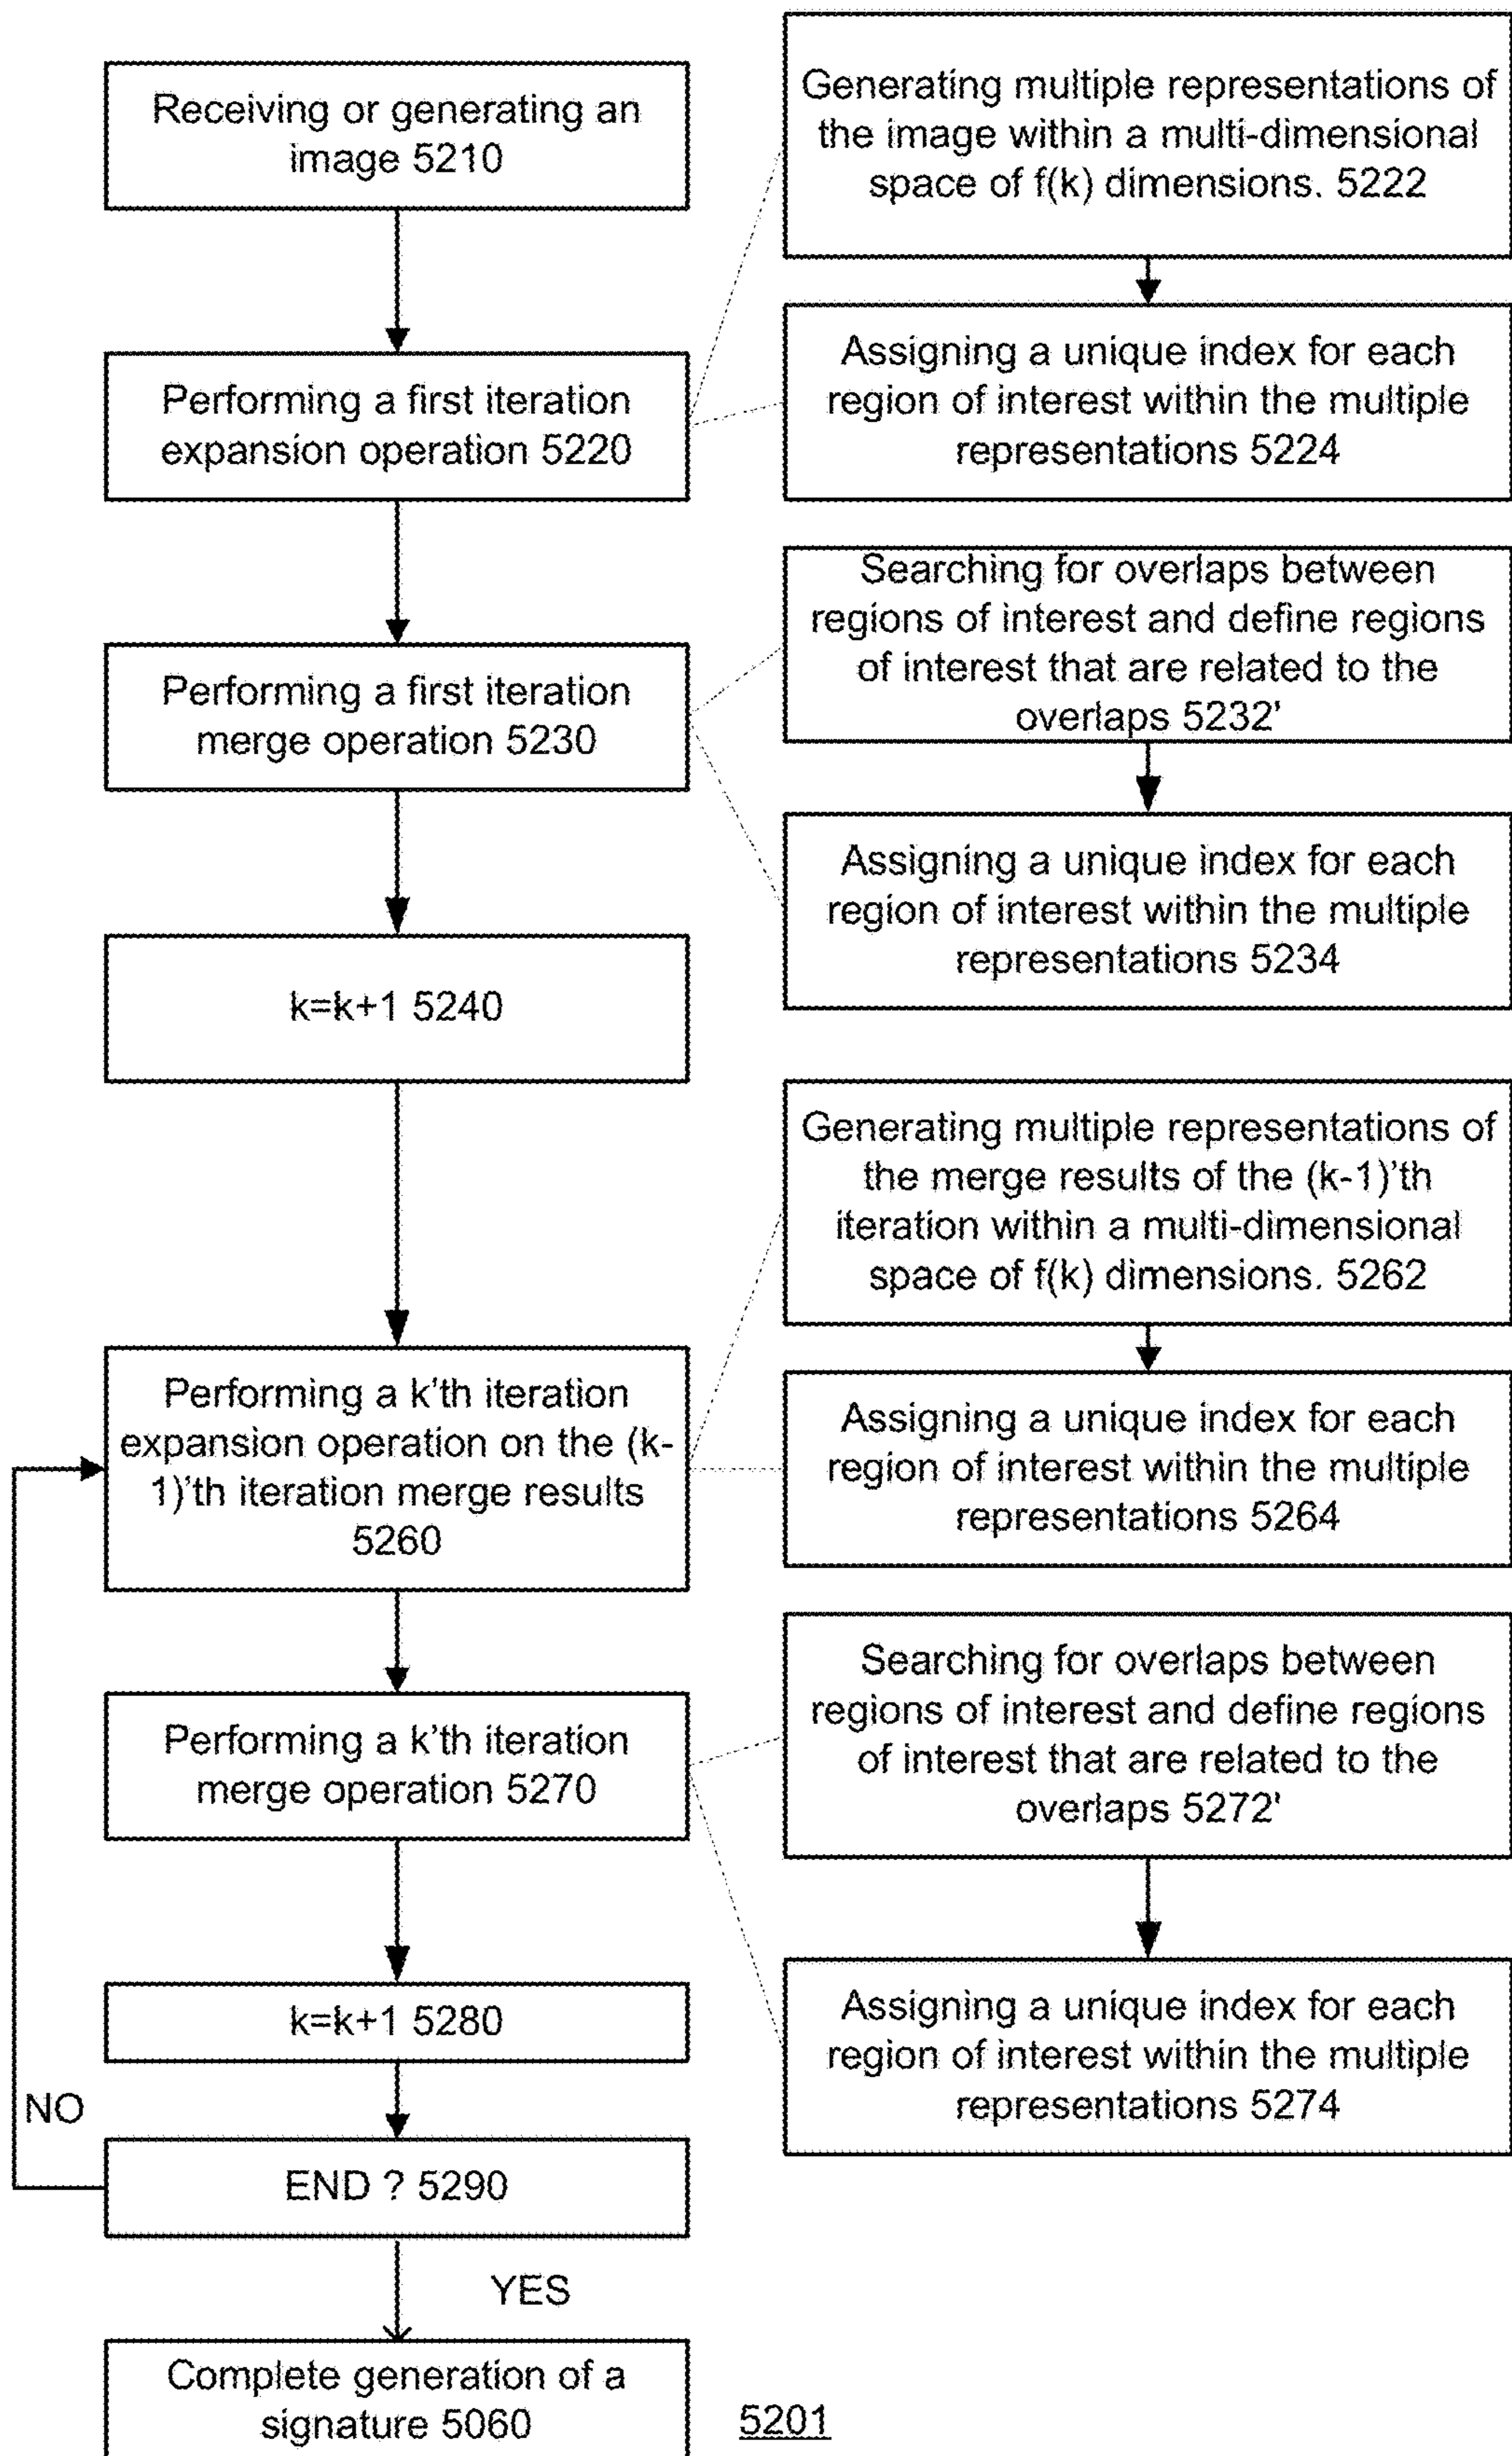 Receiving or generating an
image 5210
Generating multiple representations of
the image within a multi-dimensional
space of f(k) dimensions. 5222
Performing a first iteration
expansion operation 5220
Assigning a unique index for each
region of interest within the multiple
representations 5224
Performing a first iteration
merge operation 5230
Searching for overlaps between
regions of interest and define regions
of interest that are related to the
overlaps 5232'
Assigning a unique index for each
region of interest within the multiple
representations 5234
k=k+1 5240
Performing a k'th iteration
expansion operation on the (k-
1)'th iteration merge results
5260
Generating multiple representations of
the merge results of the (k-1)'th
iteration within a multi-dimensional
space of f(k) dimensions. 5262
Assigning a unique index for each
region of interest within the multiple
representations 5264
Performing a k'th iteration
merge operation 5270
Searching for overlaps between
regions of interest and define regions
of interest that are related to the
overlaps 5272'
Assigning a unique index for each
region of interest within the multiple
representations 5274
k=k+1 5280
NO
END ? 5290
YES
Complete generation of a
signature 5060
5201